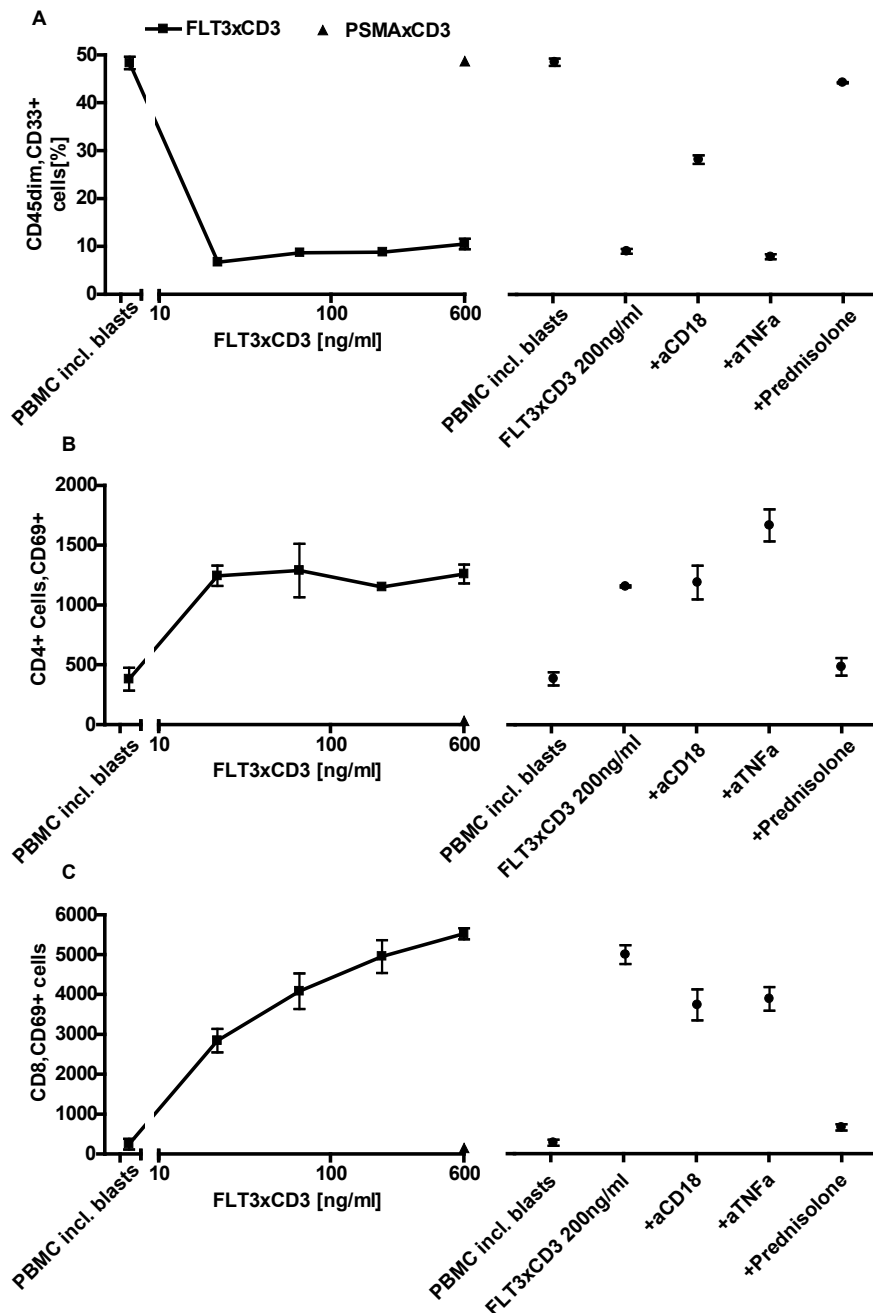 A
FLT3xCD3 PSMAxCD3
CD45dim,CD33+
cells[%]
50
40
30
20
10
0
PBMC incl. blasts
10 100 600
FLT3xCD3 [ng/ml]
PBMC incl. blasts
FLT3xCD3 200ng/ml
+aCD18
+aTNFa
+Prednisolone
B
CD4+ Cells,CD69+
2000
1500
1000
500
0
PBMC incl. blasts
10 100 600
FLT3xCD3 [ng/ml]
PBMC incl. blasts
FLT3xCD3 200ng/ml
+aCD18
+aTNFa
+Prednisolone
C
CD8,CD69+ cells
6000
5000
4000
3000
2000
1000
0
PBMC incl. blasts
10 100 600
FLT3xCD3 [ng/ml]
PBMC incl. blasts
FLT3xCD3 200ng/ml
+aCD18
+aTNFa
+Prednisolone